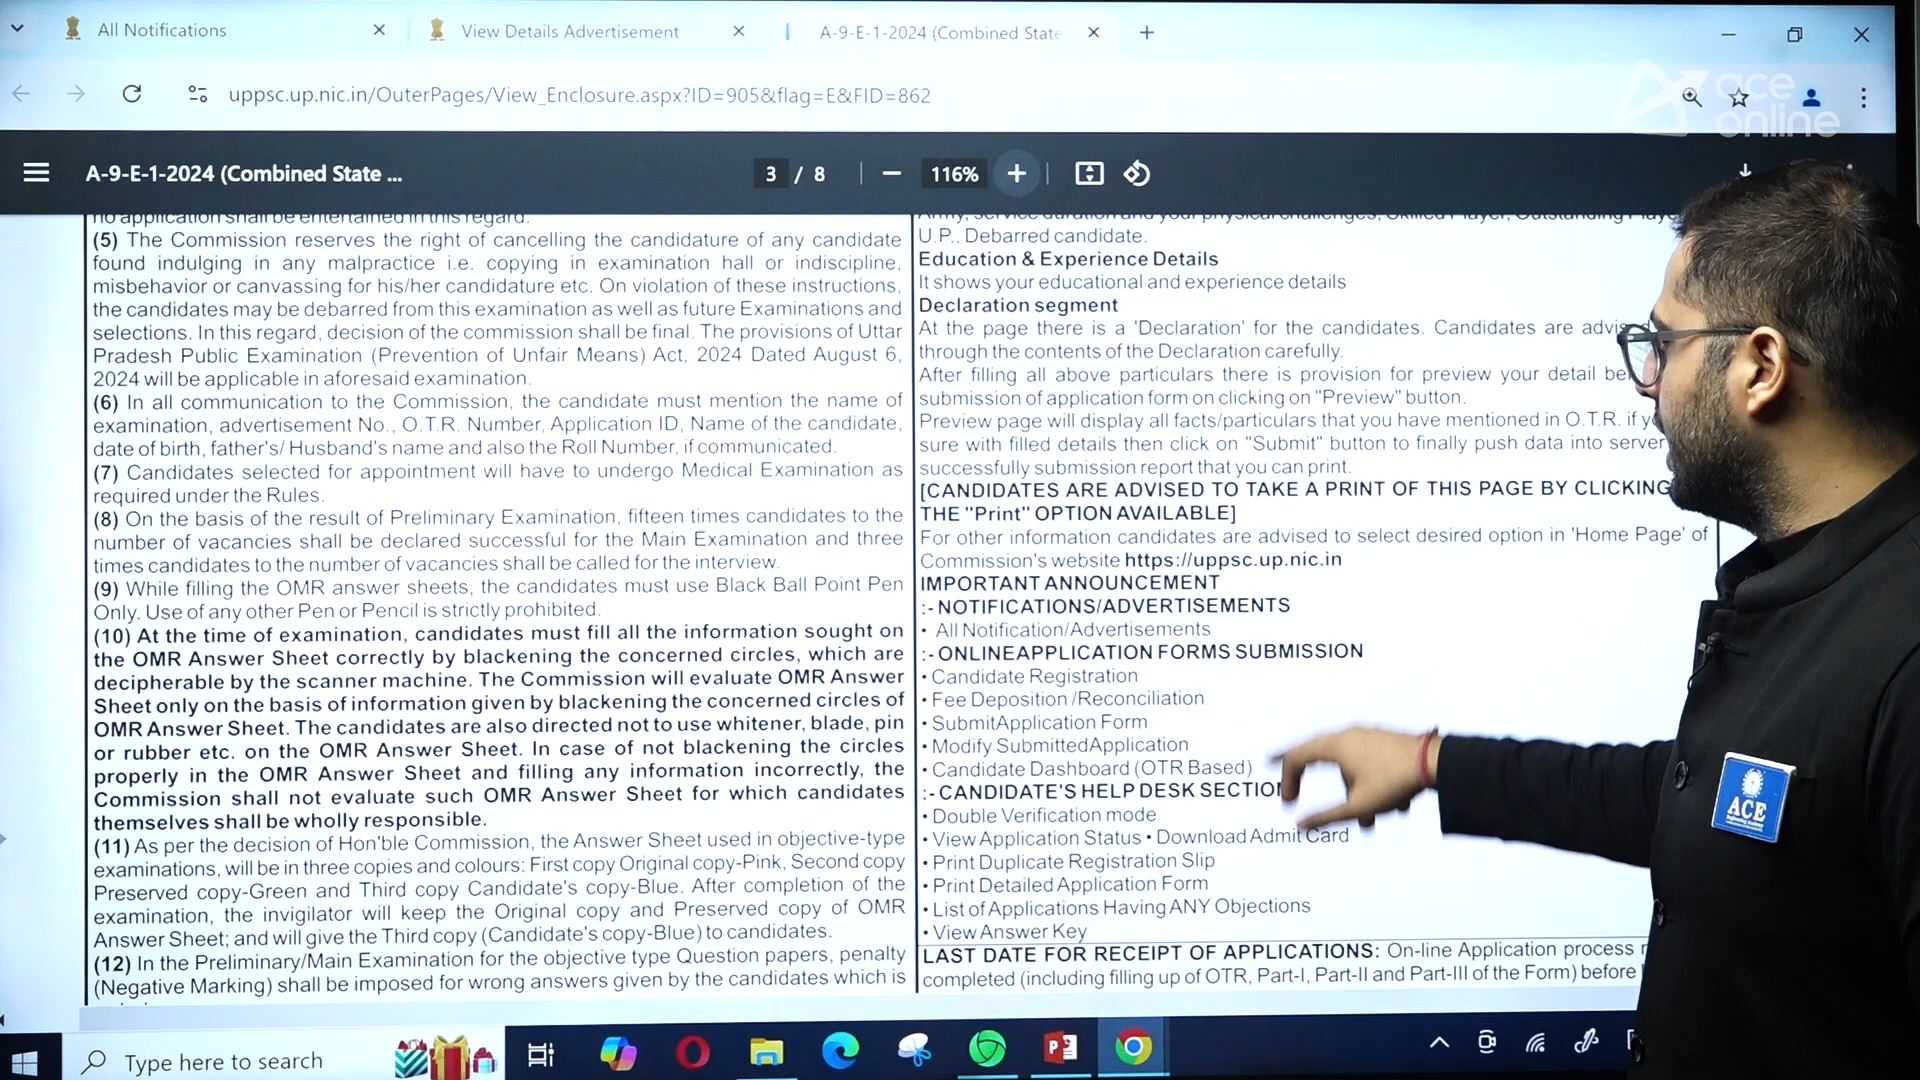 All Notifications
View Details Advertisement
A-9-E-1-2024 (Combined State
uppsc.up.nic.in/OuterPages/View_Enclosure.aspx?ID=905&flag=E&FID=862
ace
online
A-9-E-1-2024 (Combined State ...
3 / 8
116%
no application shall be entertained in this regard.
(5) The Commission reserves the right of cancelling the candidature of any candidate
found indulging in any malpractice i.e. copying in examination hall or indiscipline,
misbehavior or canvassing for his/her candidature etc. On violation of these instructions,
the candidates may be debarred from this examination as well as future Examinations and
selections. In this regard, decision of the commission shall be final. The provisions of Uttar
Pradesh Public Examination (Prevention of Unfair Means) Act, 2024 Dated August 6,
2024 will be applicable in aforesaid examination.
(6) In all communication to the Commission, the candidate must mention the name of
examination, advertisement No., O.T.R. Number, Application ID, Name of the candidate,
date of birth, father's/ Husband's name and also the Roll Number, if communicated.
(7) Candidates selected for appointment will have to undergo Medical Examination as
required under the Rules.
(8) On the basis of the result of Preliminary Examination, fifteen times candidates to the
number of vacancies shall be declared successful for the Main Examination and three
times candidates to the number of vacancies shall be called for the interview.
(9) While filling the OMR answer sheets, the candidates must use Black Ball Point Pen
Only. Use of any other Pen or Pencil is strictly prohibited.
(10) At the time of examination, candidates must fill all the information sought on
the OMR Answer Sheet correctly by blackening the concerned circles, which are
decipherable by the scanner machine. The Commission will evaluate OMR Answer
Sheet only on the basis of information given by blackening the concerned circles of
OMR Answer Sheet. The candidates are also directed not to use whitener, blade, pin
or rubber etc. on the OMR Answer Sheet. In case of not blackening the circles
properly in the OMR Answer Sheet and filling any information incorrectly, the
Commission shall not evaluate such OMR Answer Sheet for which candidates
themselves shall be wholly responsible.
(11) As per the decision of Hon'ble Commission, the Answer Sheet used in objective-type
examinations, will be in three copies and colours: First copy Original copy-Pink, Second copy
Preserved copy-Green and Third copy Candidate's copy-Blue. After completion of the
examination, the invigilator will keep the Original copy and Preserved copy of OMR
Answer Sheet; and will give the Third copy (Candidate's copy-Blue) to candidates.
(12) In the Preliminary/Main Examination for the objective type Question papers, penalty
(Negative Marking) shall be imposed for wrong answers given by the candidates which is
Army, service duration and your physical challenges, Skilled Player, Outstanding Playe
U.P., Debarred candidate.
Education & Experience Details
It shows your educational and experience details
Declaration segment
At the page there is a 'Declaration' for the candidates. Candidates are advis
through the contents of the Declaration carefully.
After filling all above particulars there is provision for preview your detail be
submission of application form on clicking on "Preview" button.
Preview page will display all facts/particulars that you have mentioned in O.T.R. if y
sure with filled details then click on "Submit" button to finally push data into server
successfully submission report that you can print.
[CANDIDATES ARE ADVISED TO TAKE A PRINT OF THIS PAGE BY CLICKING
THE "Print" OPTION AVAILABLE]
For other information candidates are advised to select desired option in 'Home Page' of
Commission's website https://uppsc.up.nic.in
IMPORTANT ANNOUNCEMENT
:- NOTIFICATIONS/ADVERTISEMENTS
• All Notification/Advertisements
:- ONLINEAPPLICATION FORMS SUBMISSION
• Candidate Registration
• Fee Deposition /Reconciliation
• SubmitApplication Form
• Modify SubmittedApplication
• Candidate Dashboard (OTR Based)
:- CANDIDATE'S HELP DESK SECTION
• Double Verification mode
• View Application Status • Download Admit Card
• Print Duplicate Registration Slip
• Print Detailed Application Form
• List of Applications Having ANY Objections
• View Answer Key
LAST DATE FOR RECEIPT OF APPLICATIONS: On-line Application process
completed (including filling up of OTR, Part-I, Part-II and Part-III of the Form) before
ACE
Type here to search